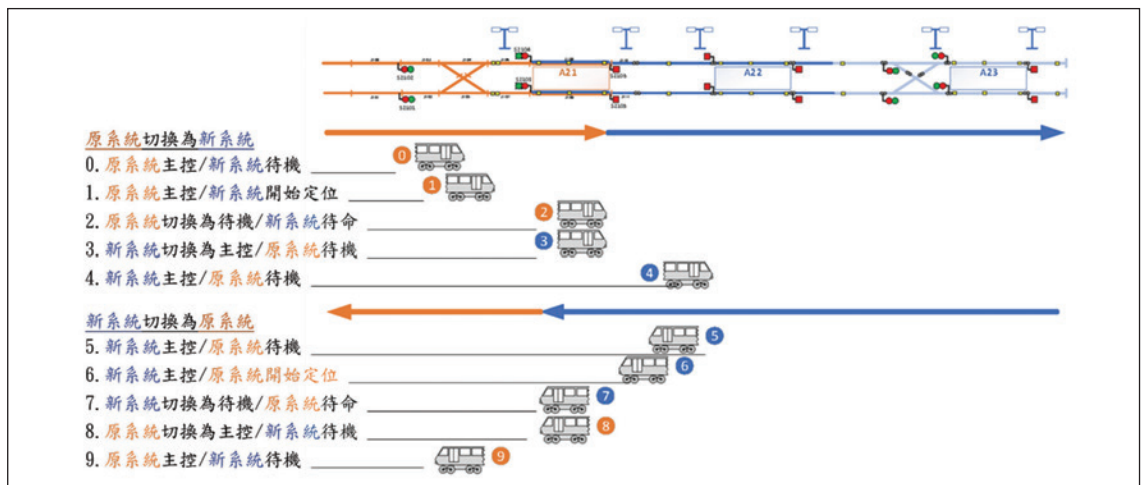 S2108
S2102
S2106
A21
S2105
A22
A23
S2101
原系統切換為新系統
0. 原系統主控/新系統待機
0
1. 原系統主控/新系統開始定位
1
2. 原系統切換為待機/新系統待命
2
3. 新系統切換為主控/原系統待機
3
4. 新系統主控/原系統待機
4
新系統切換為原系統
5. 新系統主控/原系統待機
5
6. 新系統主控/原系統開始定位
6
7. 新系統切換為待機/原系統待命
7
8. 原系統切換為主控/新系統待機
8
9. 原系統主控/新系統待機
9